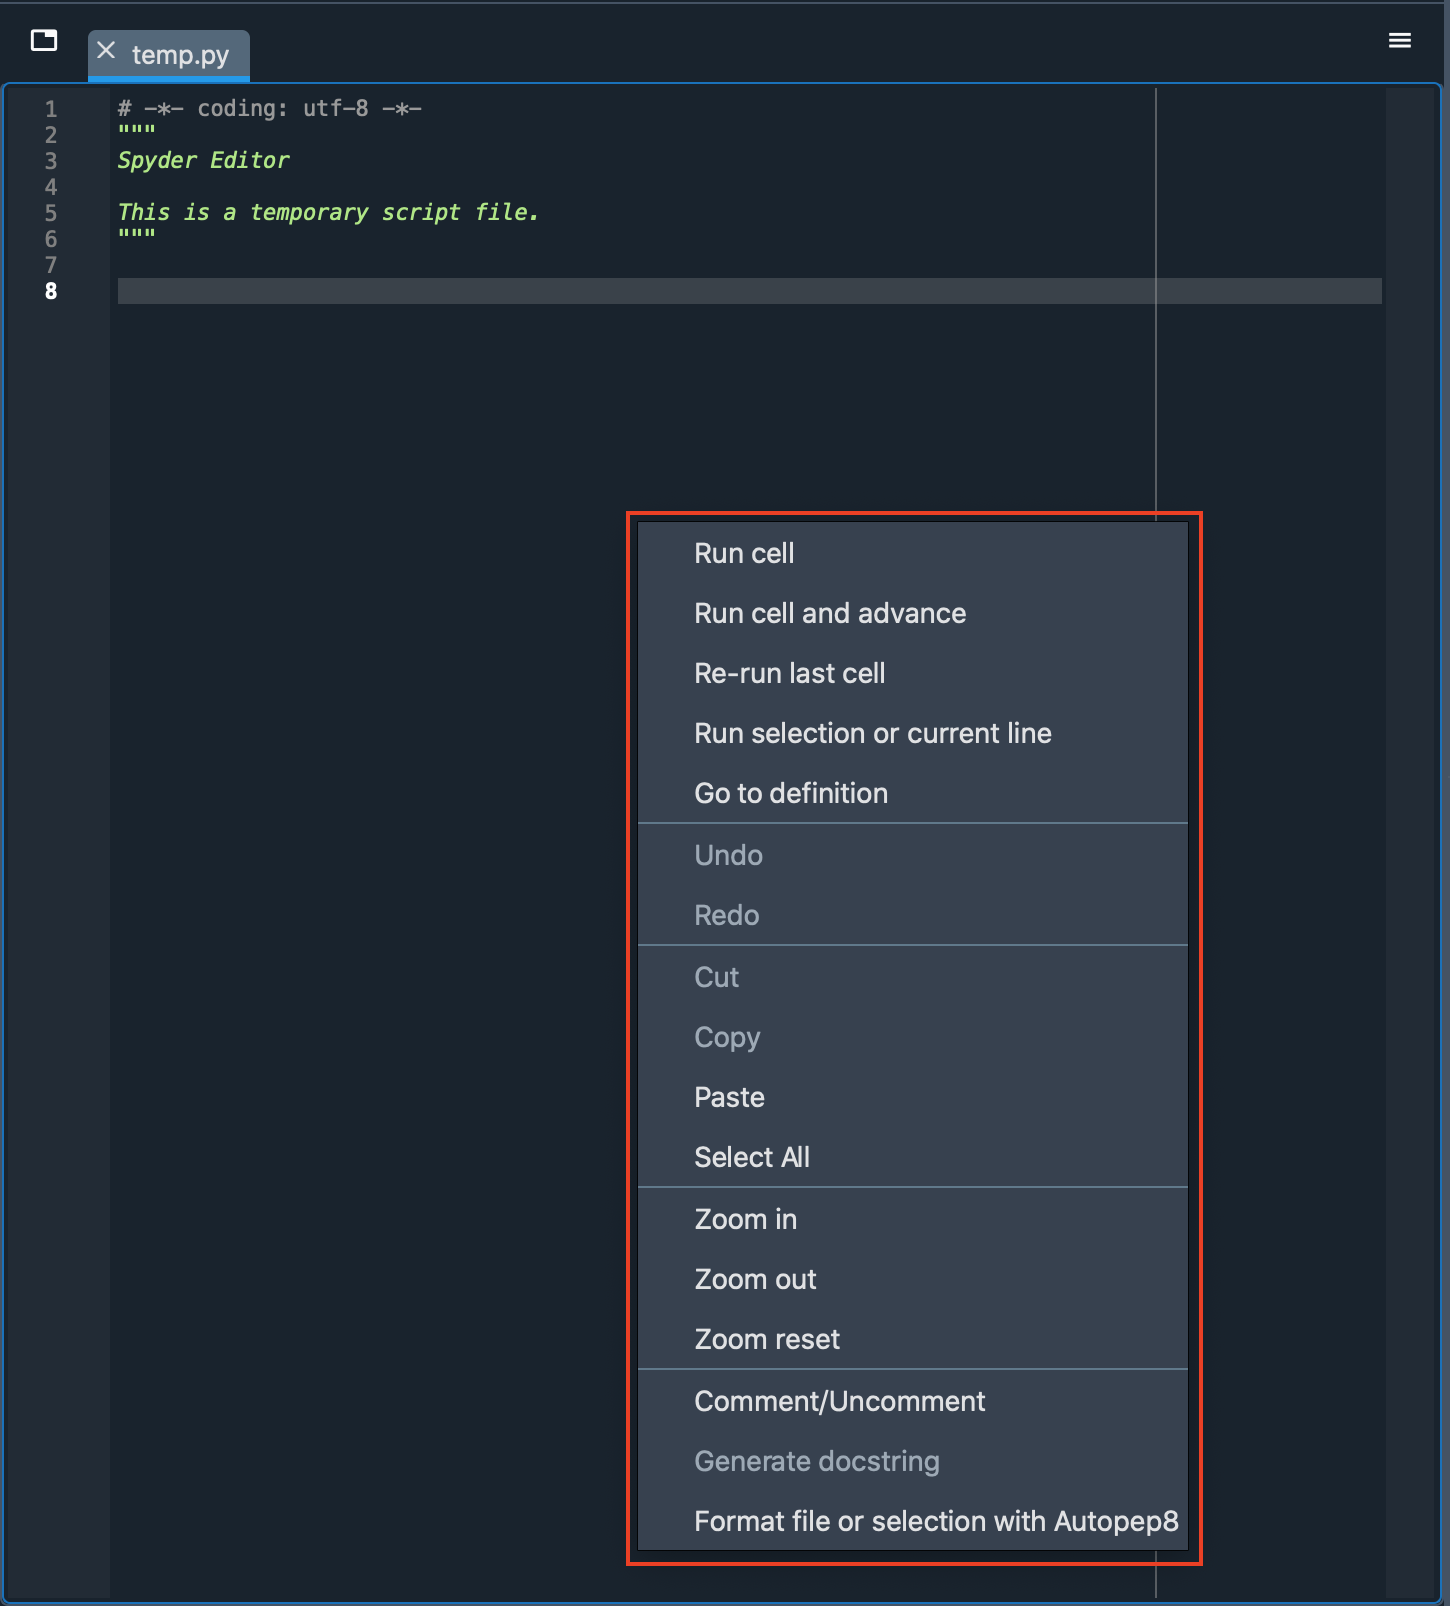 temp.py
1 # -*- coding: utf-8 -*-
2 """
3 Spyder Editor
4
5 This is a temporary script file.
6 """
7
8
Run cell
Run cell and advance
Re-run last cell
Run selection or current line
Go to definition
Undo
Redo
Cut
Copy
Paste
Select All
Zoom in
Zoom out
Zoom reset
Comment/Uncomment
Generate docstring
Format file or selection with Autopep8